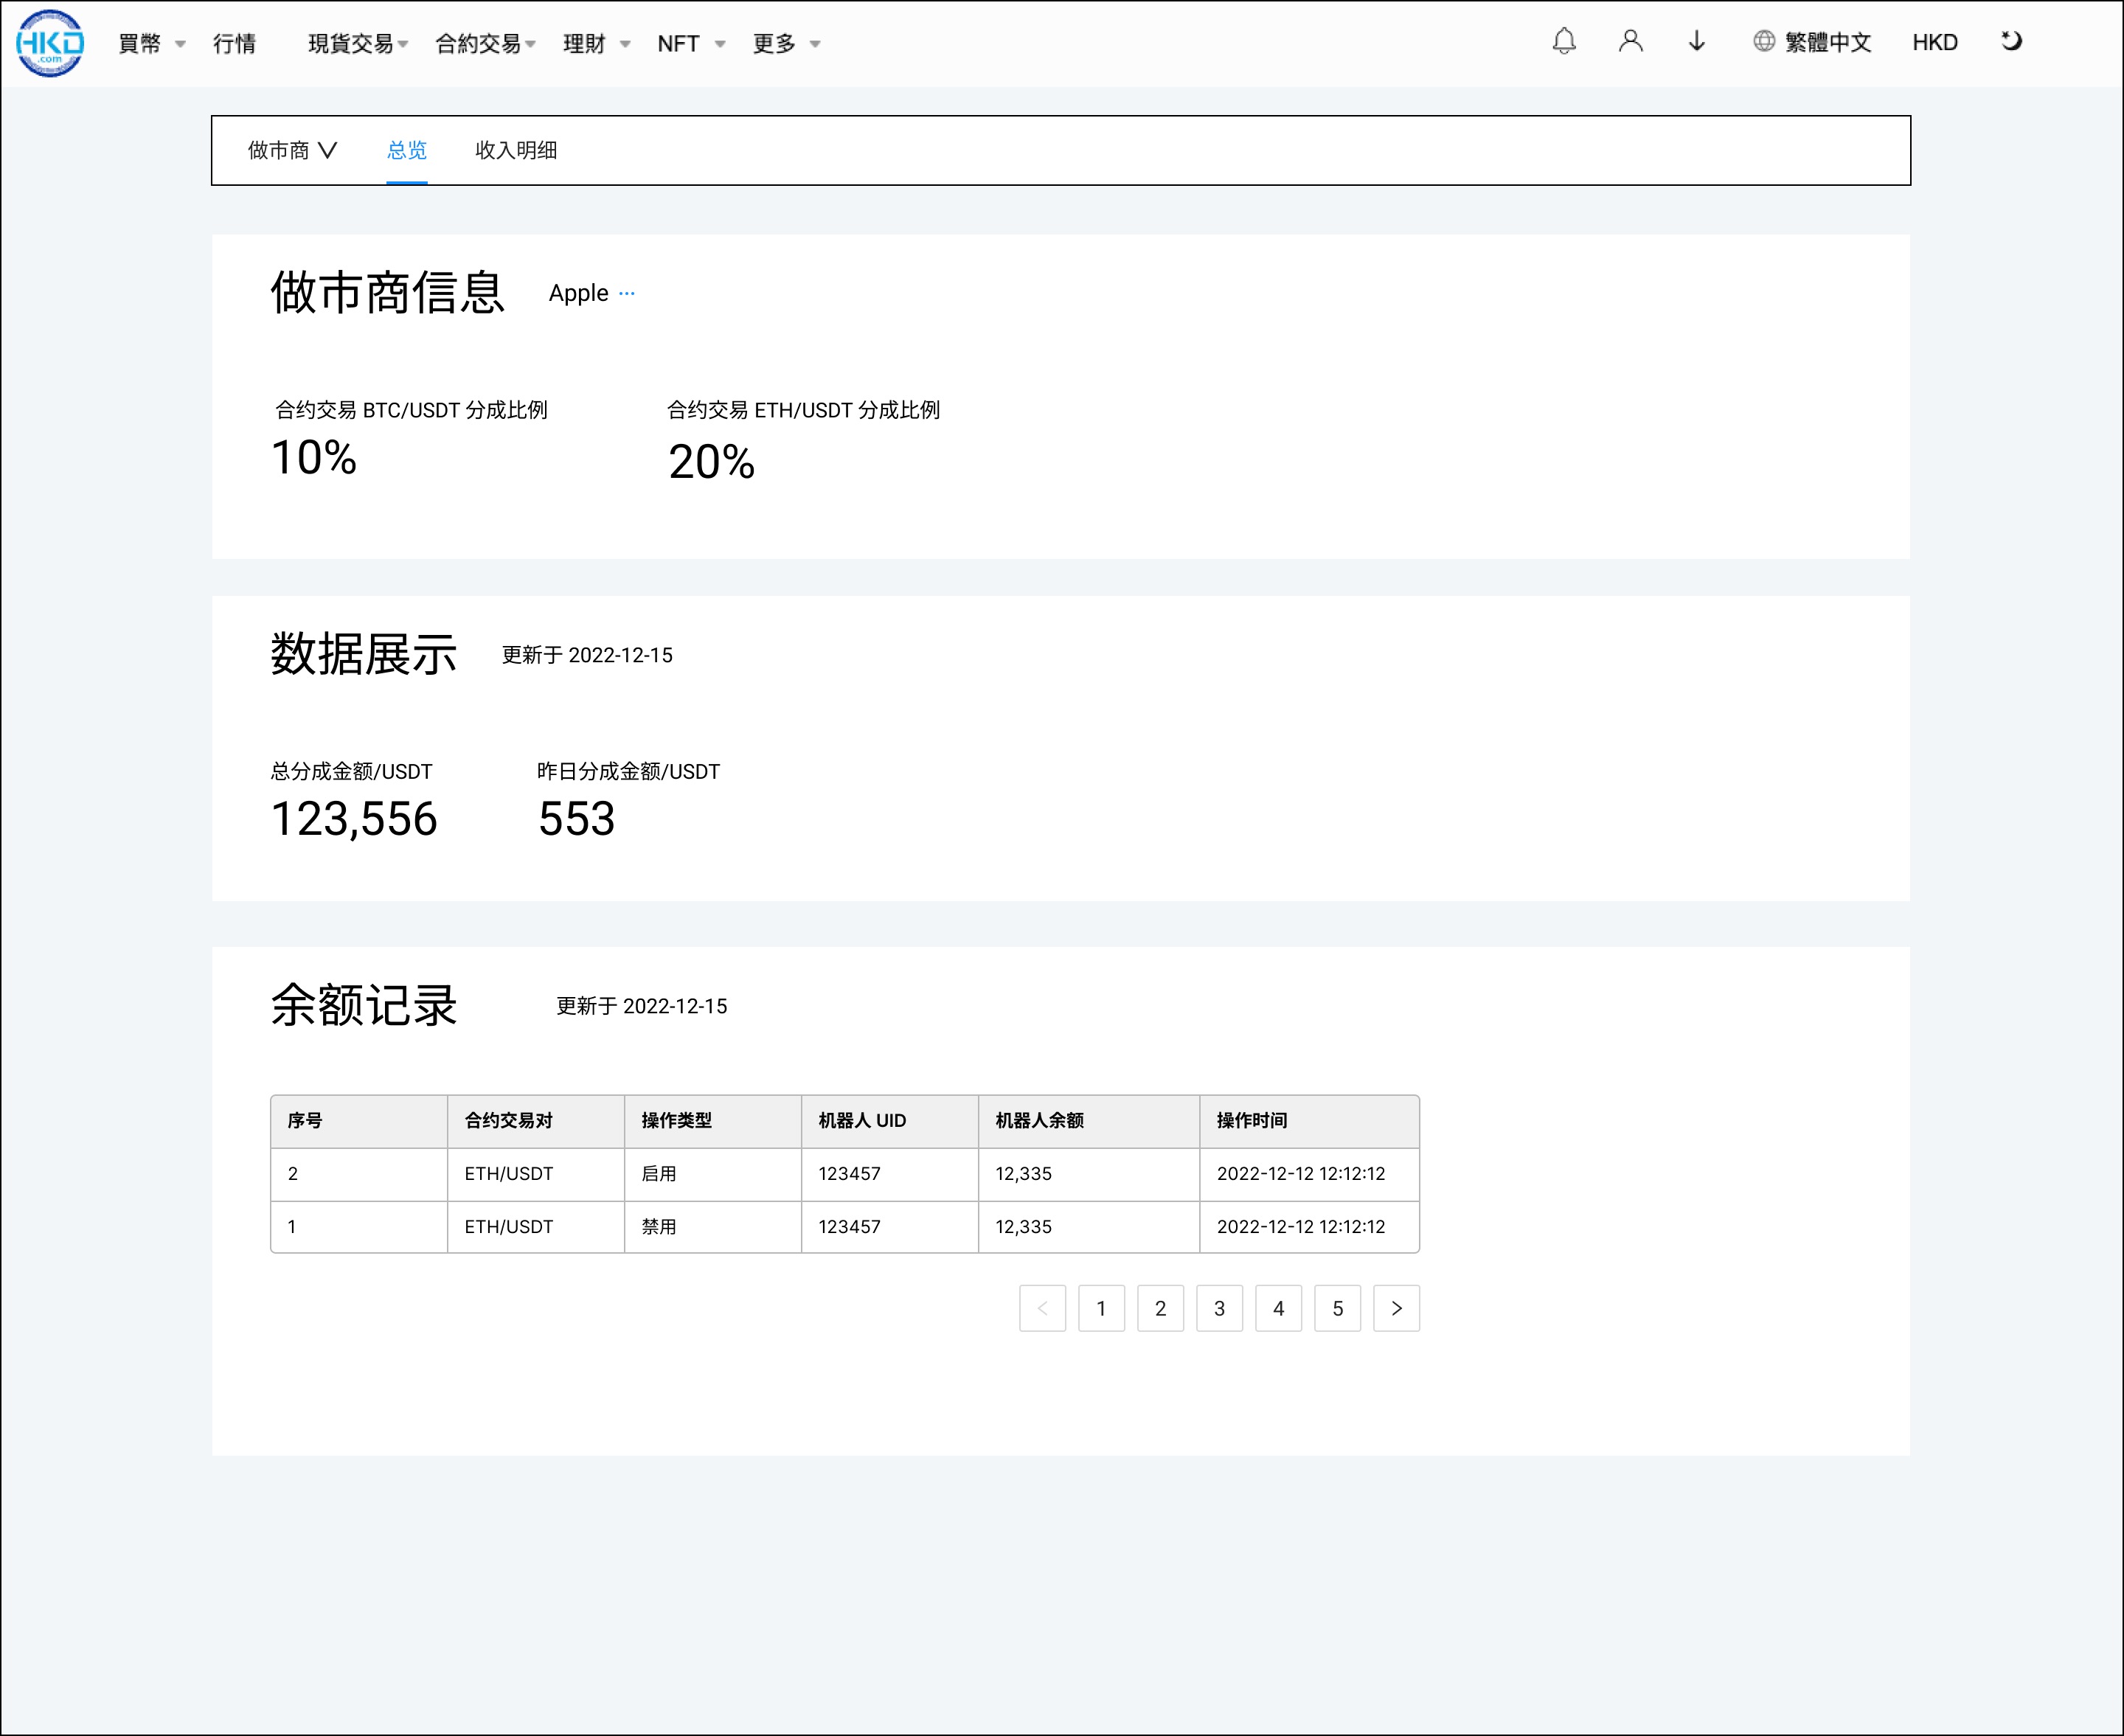 HKD
.com
買幣 行情 現貨交易 合約交易 理財 NFT 更多 繁體中文 HKD
做市商 总览 收入明细
做市商信息 Apple ···
合约交易 BTC/USDT 分成比例 合约交易 ETH/USDT 分成比例
10% 20%
数据展示 更新于 2022-12-15
总分成金额/USDT 昨日分成金额/USDT
123,556 553
余额记录 更新于 2022-12-15
序号 合约交易对 操作类型 机器人 UID 机器人余额 操作时间
2 ETH/USDT 启用 123457 12,335 2022-12-12 12:12:12
1 ETH/USDT 禁用 123457 12,335 2022-12-12 12:12:12
< 1 2 3 4 5 >